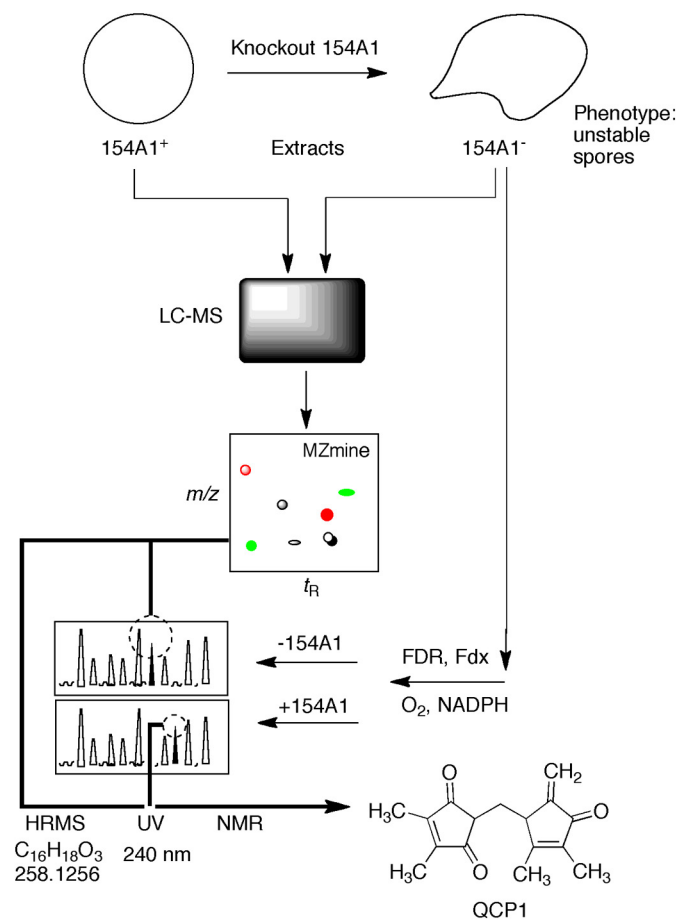 Knockout 154A1
Phenotype:
unstable
spores
154A1⁺
Extracts
154A1⁻
LC-MS
MZmine
m/z
tR
-154A1
FDR, Fdx
O₂, NADPH
+154A1
HRMS
UV
NMR
C₁₆H₁₈O₃
258.1256
240 nm
O
CH₂
H₃C
O
H₃C
O
CH₃
CH₃
QCP1